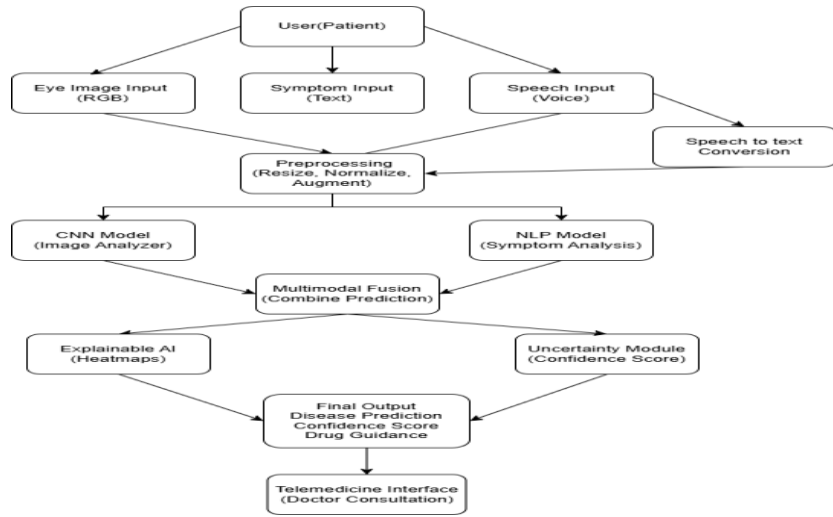 User(Patient)
Eye Image Input
(RGB)
Symptom Input
(Text)
Speech Input
(Voice)
Speech to text
Conversion
Preprocessing
(Resize, Normalize,
Augment)
CNN Model
(Image Analyzer)
NLP Model
(Symptom Analysis)
Multimodal Fusion
(Combine Prediction)
Explainable AI
(Heatmaps)
Uncertainty Module
(Confidence Score)
Final Output
Disease Prediction
Confidence Score
Drug Guidance
Telemedicine Interface
(Doctor Consultation)